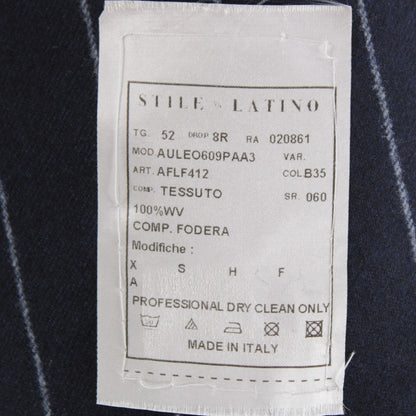 STILE LATINO
TG. 52 DROP 8R RA 020861
MOD. AULEO609PAA3 VAR.
ART. AFLF412 COL. B35
COMP. TESSUTO SR. 060
100%WV
COMP. FODERA
Modifiche :
X S H F
A
PROFESSIONAL DRY CLEAN ONLY
MADE IN ITALY